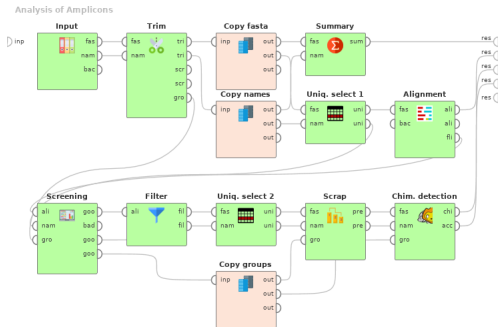 Analysis of Amplicons
inp
Input
fas
nam
bac
Trim
fas tri
nam tri
scr
scr
gro
Copy fasta
inp out
out
out
Summary
fas sum
nam
res
res
res
res
res
Copy names
inp out
out
out
Uniq. select 1
fas uni
nam uni
Alignment
fas ali
bac ali
fli
Screening
ali goo
nam bad
gro goo
goo
Filter
ali fil
fil
Uniq. select 2
fas uni
nam uni
Scrap
fas pre
nam pre
gro
Chim. detection
fas chi
nam acc
gro
Copy groups
inp out
out
out